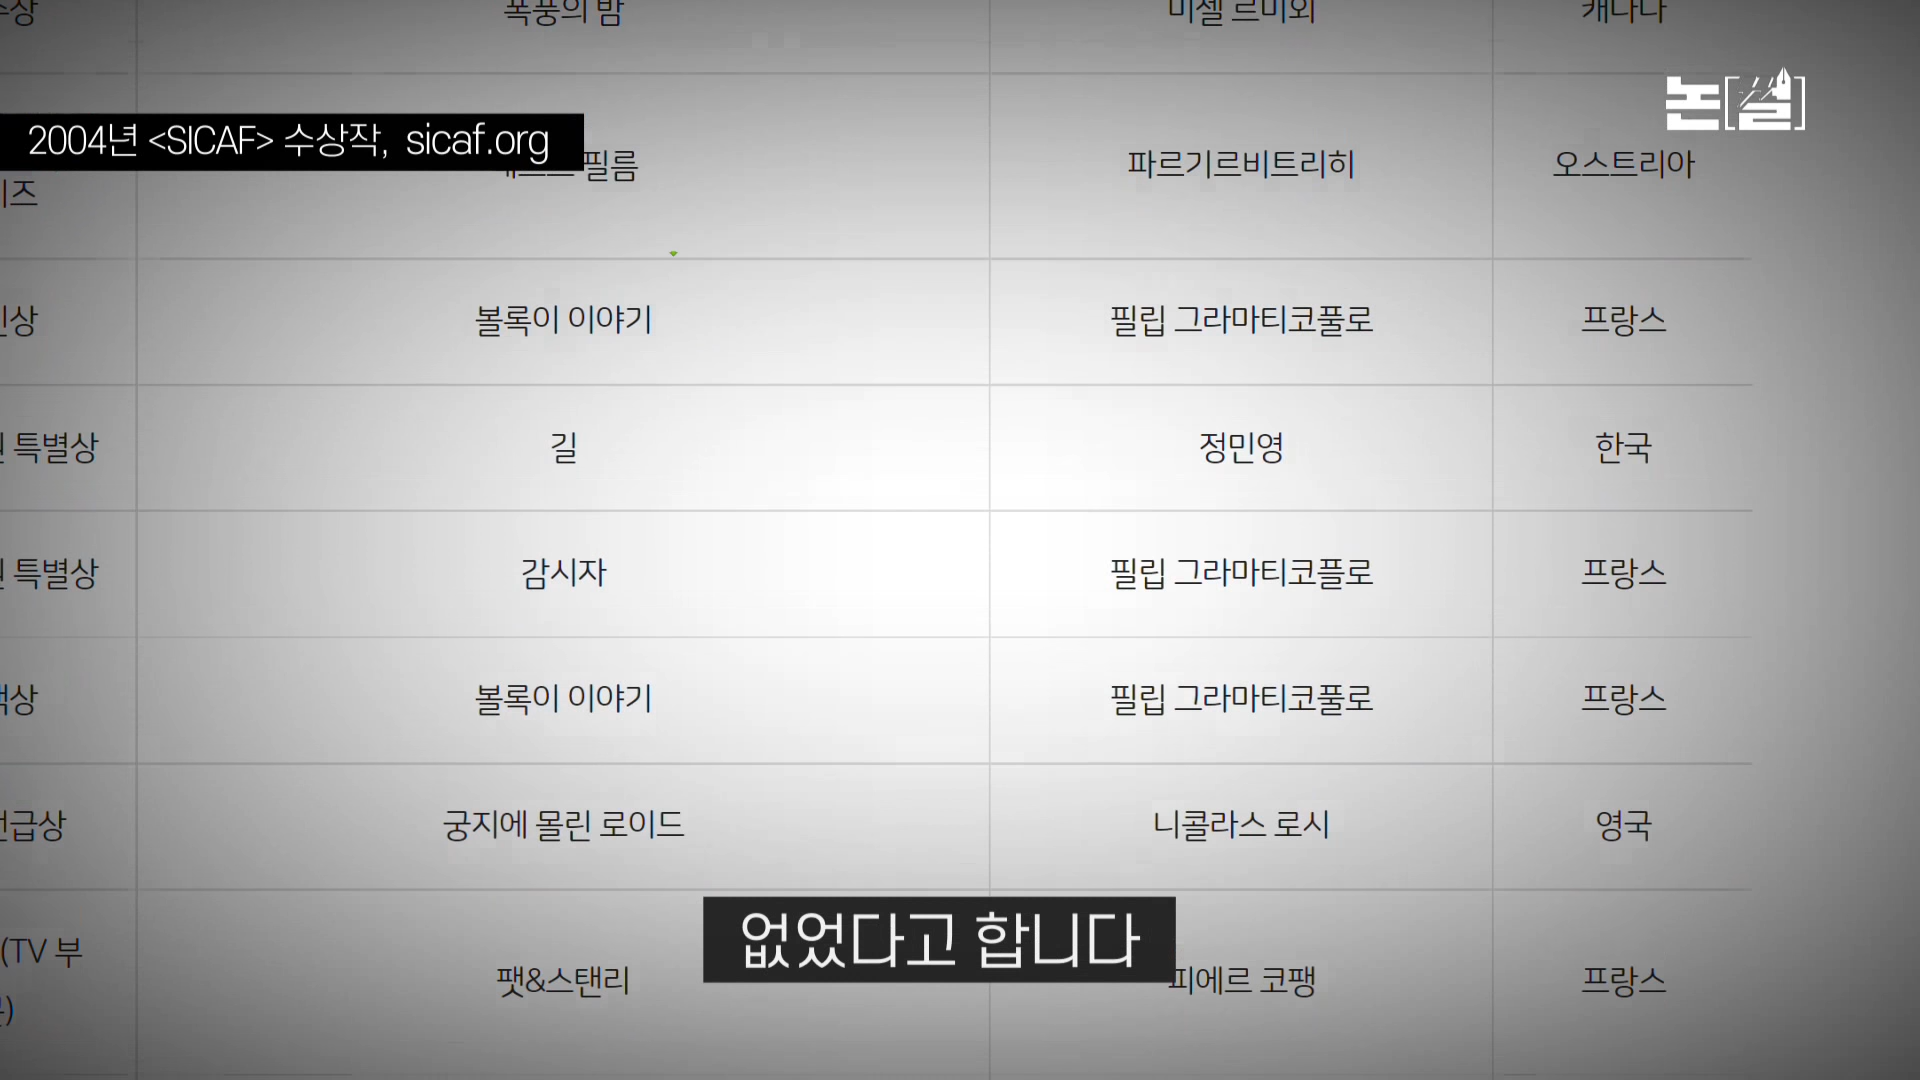 폭풍의 밤 미셸 르미외 캐나다
논[썰]
2004년 <SICAF> 수상작, sicaf.org
필름 파르기르비트리히 오스트리아
볼록이 이야기 필립 그라마티코풀로 프랑스
특별상 길 정민영 한국
특별상 감시자 필립 그라마티코플로 프랑스
볼록이 이야기 필립 그라마티코풀로 프랑스
궁지에 몰린 로이드 니콜라스 로시 영국
없었다고 합니다
(TV 부
팻&스탠리 피에르 코팽 프랑스